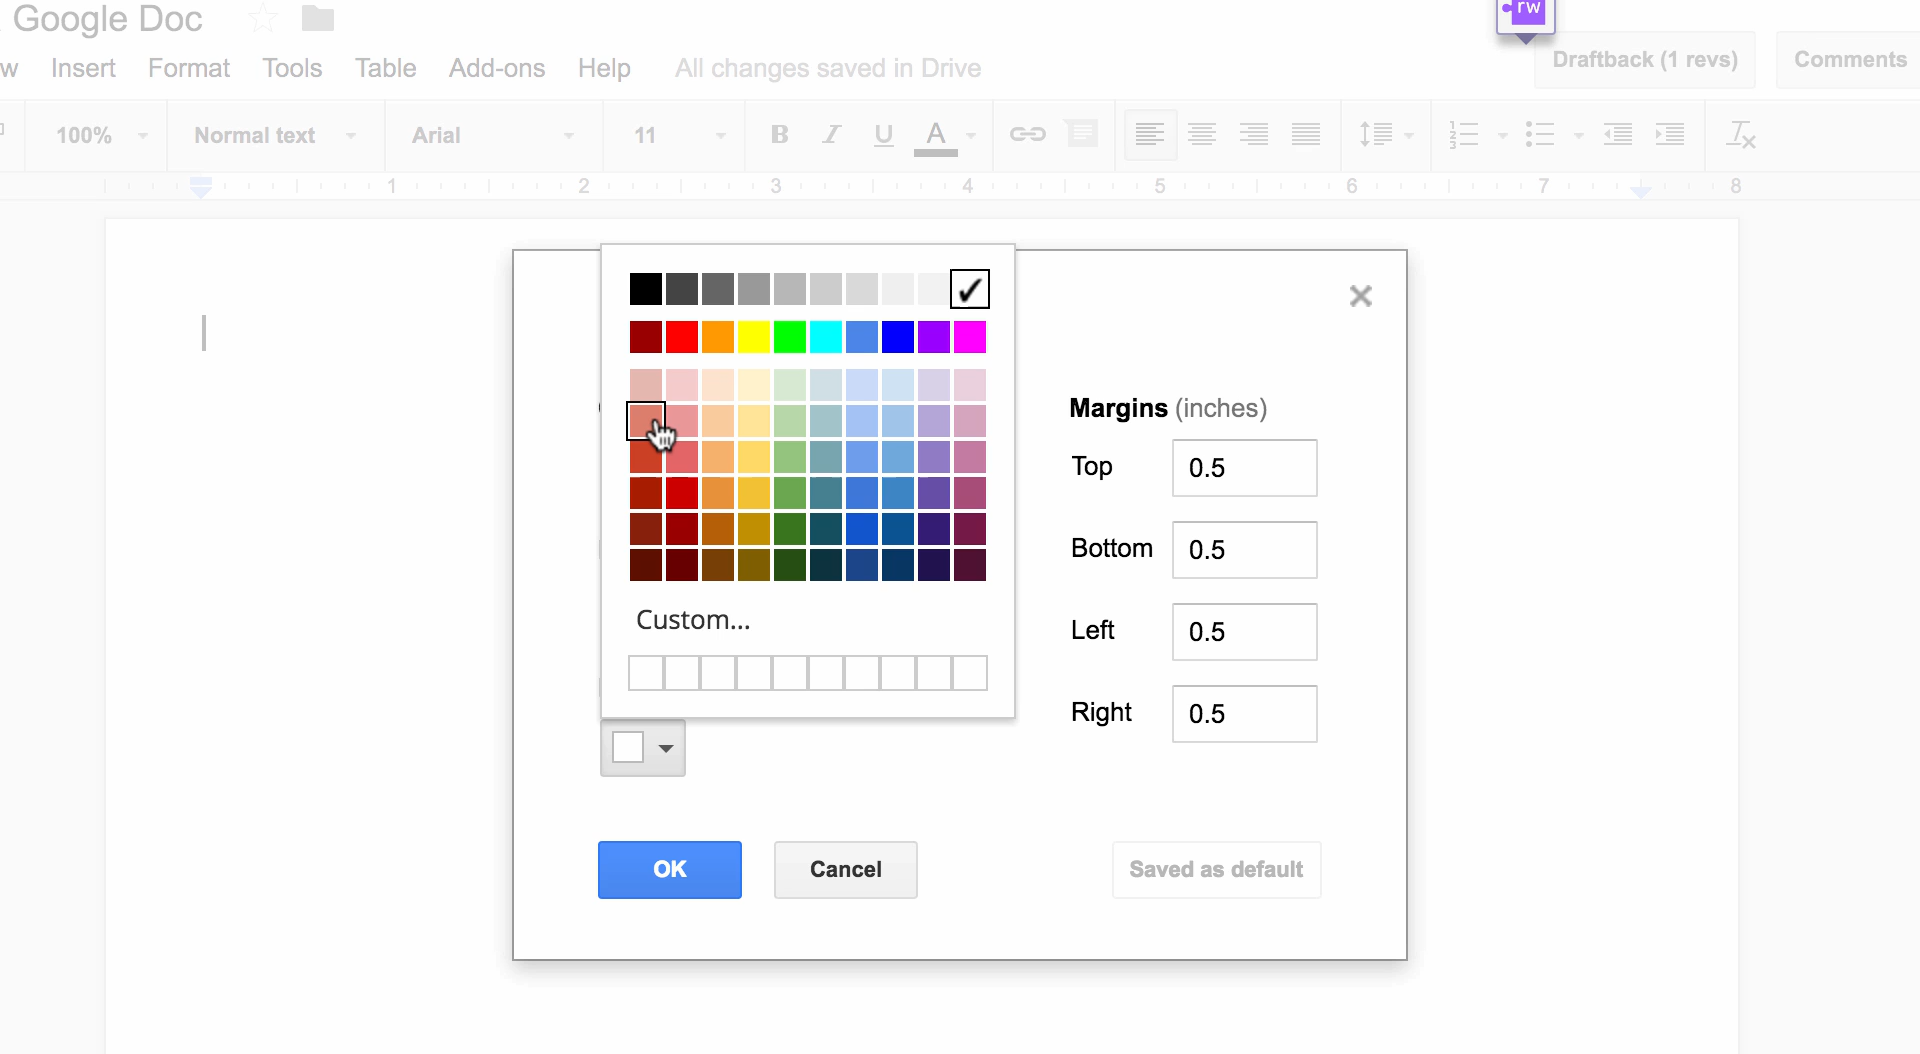 Google Doc
rw
w Insert Format Tools Table Add-ons Help All changes saved in Drive
Draftback (1 revs) Comments
100% Normal text Arial 11 B I U A
1 2 3 4 5 6 7 8
Margins (inches)
Top 0.5
Bottom 0.5
Left 0.5
Right 0.5
Custom...
OK Cancel Saved as default